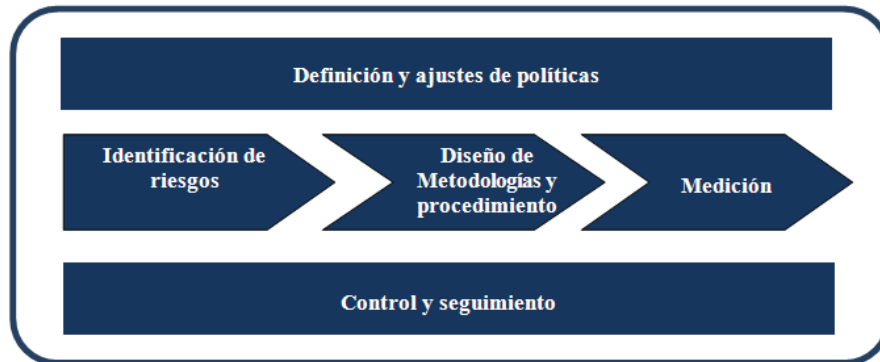 Definición y ajustes de políticas
Identificación de
riesgos
Diseño de
Metodologías y
procedimiento
Medición
Control y seguimiento